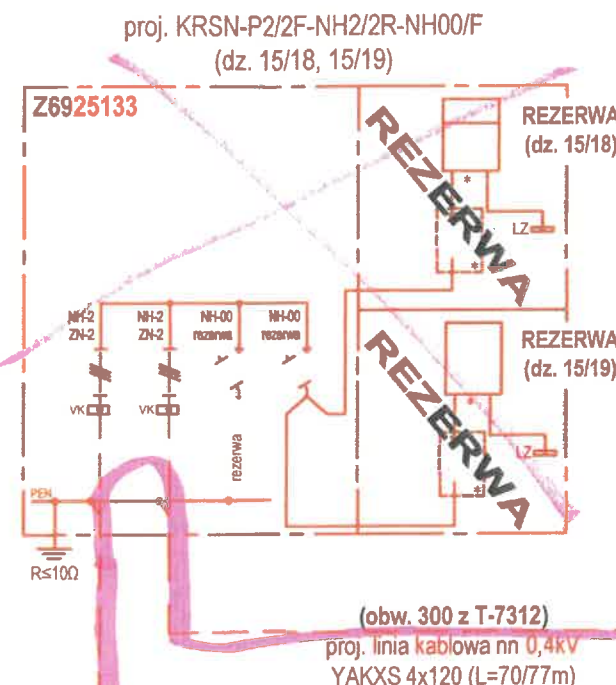 proj. KRSN-P2/2F-NH2/2R-NH00/F
(dz. 15/18, 15/19)
Z6925133
REZERWA
(dz. 15/18)
REZERWA
*
LZ
*
NH-2 NH-2 NH-00 NH-00
ZN-2 ZN-2 rezerwa rezerwa
REZERWA
(dz. 15/19)
REZERWA
*
VK VK
rezerwa
LZ
*
PEN
R≤10Ω
(obw. 300 z T-7312)
proj. linia kablowa nn 0,4kV
YAKXS 4x120 (L=70/77m)